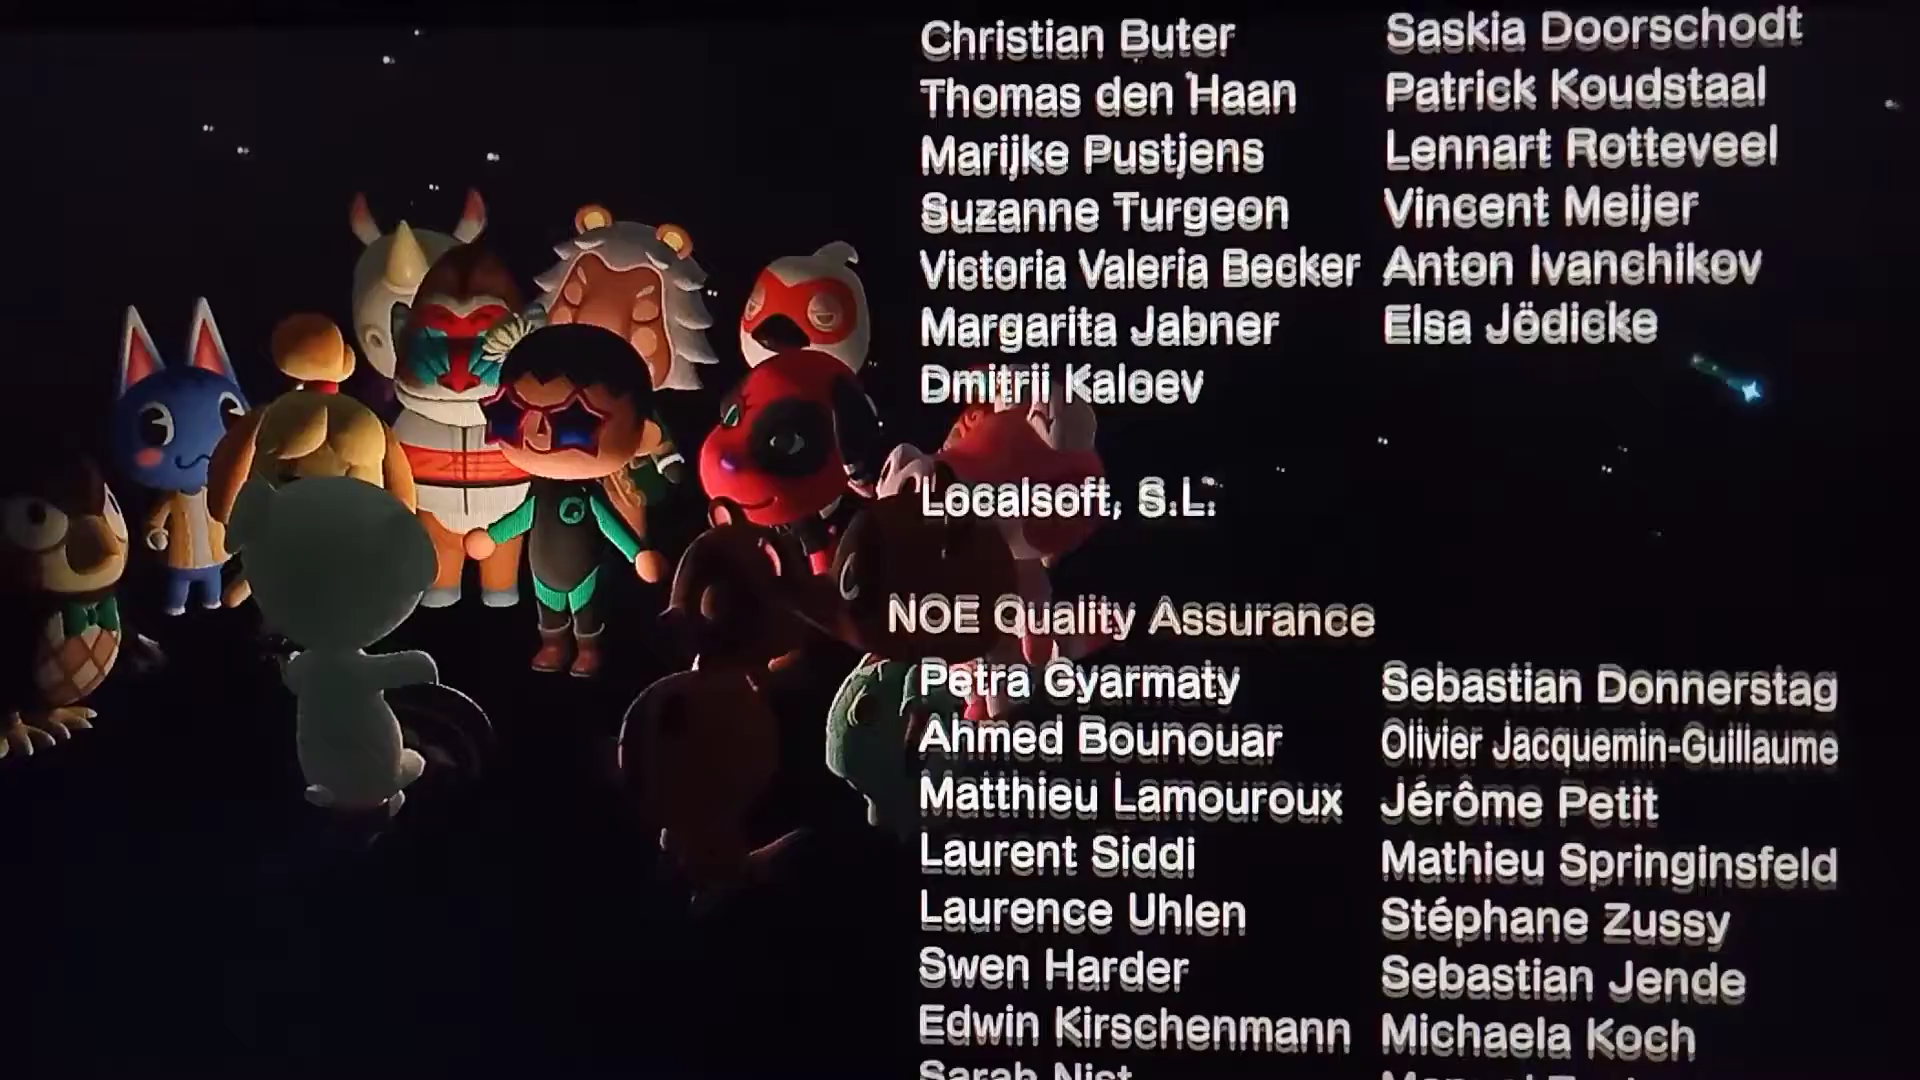 Christian Buter
Saskia Doorschodt
Thomas den Haan
Patrick Koudstaal
Marijke Pustjens
Lennart Rotteveel
Suzanne Turgeon
Vincent Meijer
Victoria Valeria Becker
Anton Ivanchikov
Margarita Jabner
Elsa Jödicke
Dmitrii Kaloev
Localsoft, S.L.
NOE Quality Assurance
Petra Gyarmaty
Sebastian Donnerstag
Ahmed Bounouar
Olivier Jacquemin-Guillaume
Matthieu Lamouroux
Jérôme Petit
Laurent Siddi
Mathieu Springinsfeld
Laurence Uhlen
Stéphane Zussy
Swen Harder
Sebastian Jende
Edwin Kirschenmann
Michaela Koch
Sarah Nist